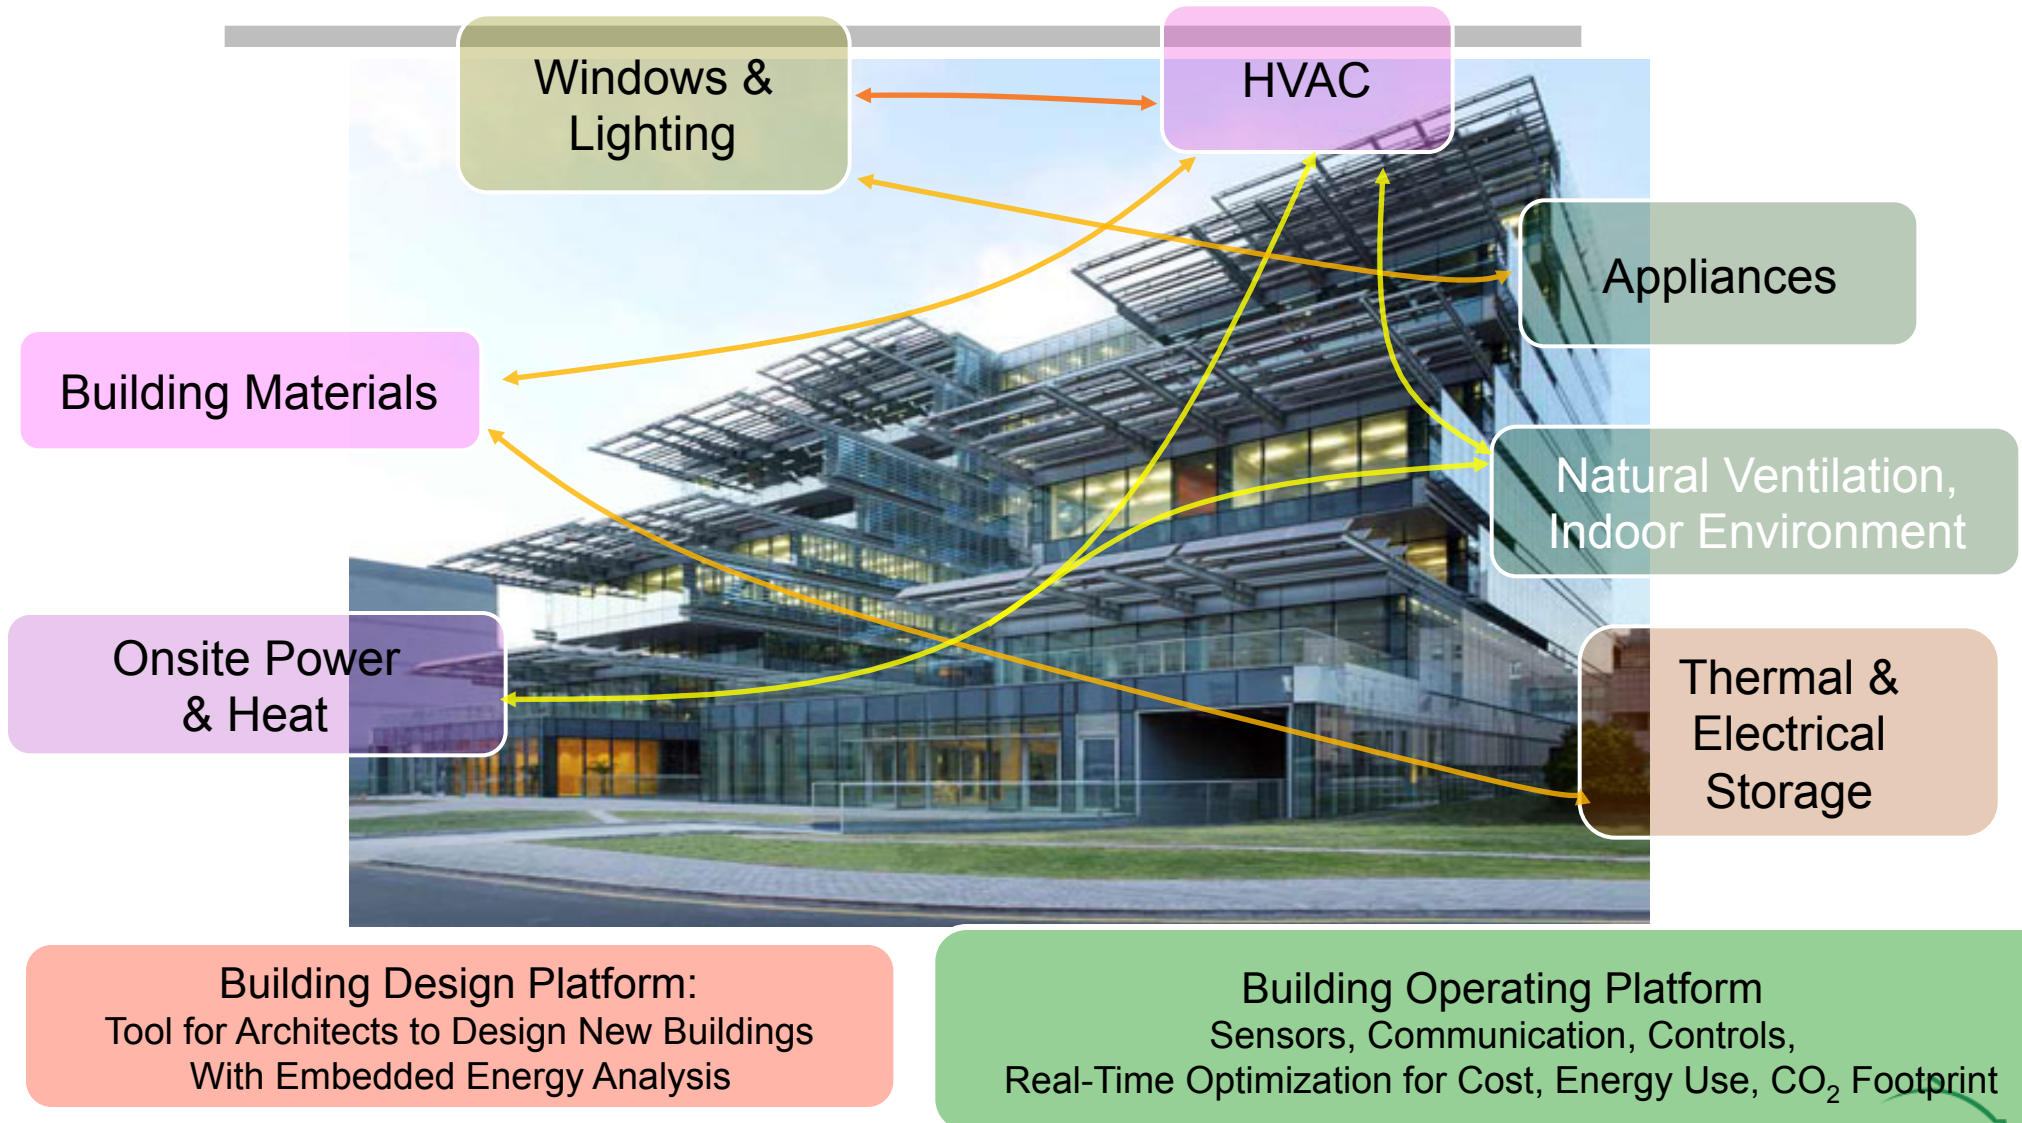 Windows &
Lighting
HVAC
Appliances
Building Materials
Natural Ventilation,
Indoor Environment
Onsite Power
& Heat
Thermal &
Electrical
Storage
Building Design Platform:
Tool for Architects to Design New Buildings
With Embedded Energy Analysis
Building Operating Platform
Sensors, Communication, Controls,
Real-Time Optimization for Cost, Energy Use, CO₂ Footprint